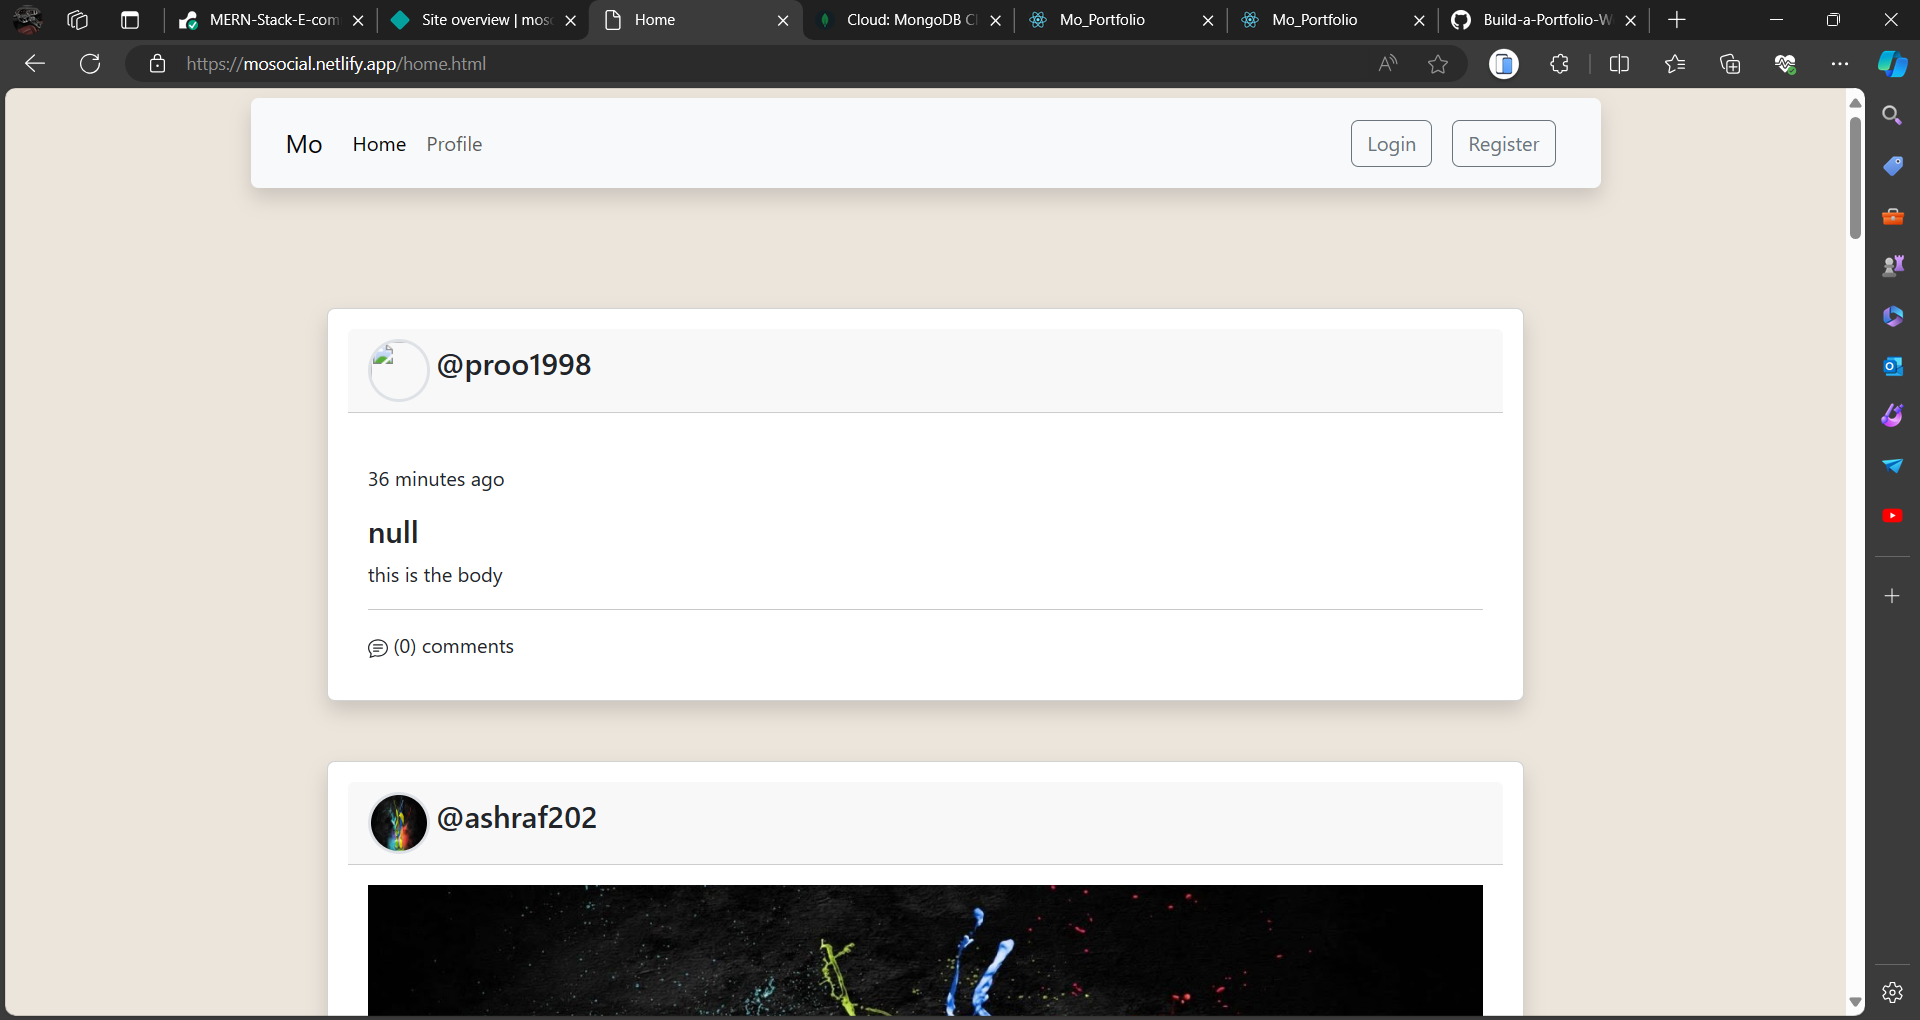 MERN-Stack-E-com
Site overview | mos
Home
Cloud: MongoDB Cl
Mo_Portfolio
Mo_Portfolio
Build-a-Portfolio-W
https://mosocial.netlify.app/home.html
Mo Home Profile Login Register
@proo1998
36 minutes ago
null
this is the body
(0) comments
@ashraf202